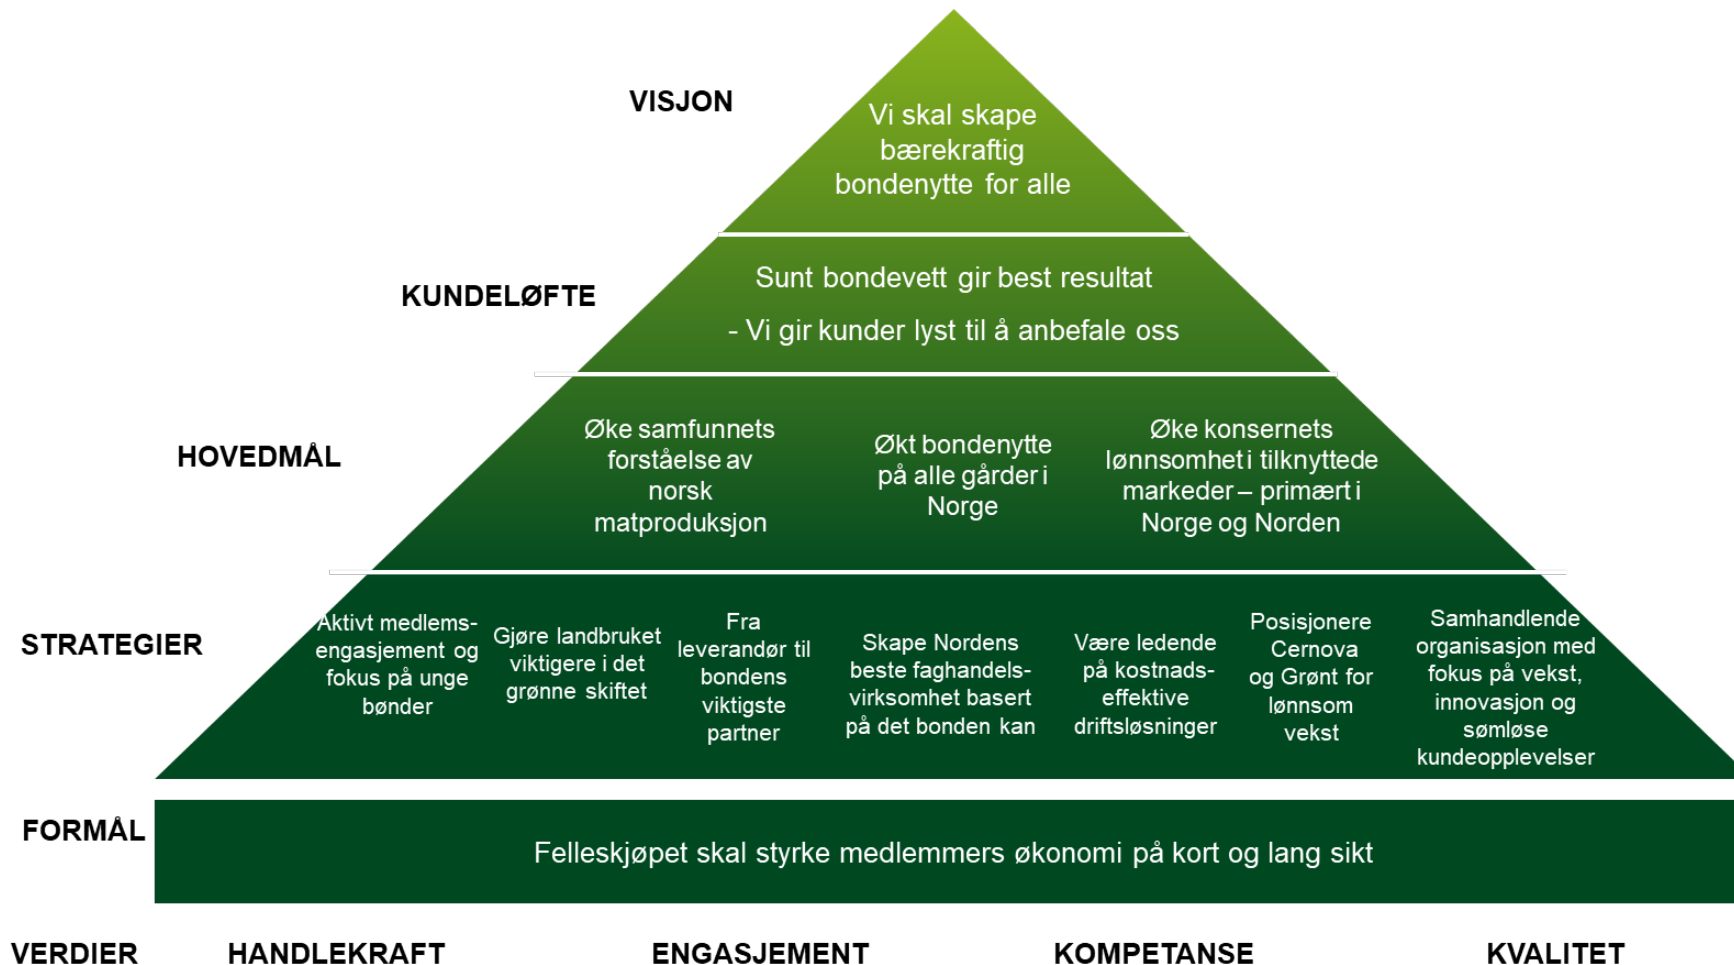 VISJON
Vi skal skape
bærekraftig
bondenytte for alle
KUNDELØFTE
Sunt bondevett gir best resultat
- Vi gir kunder lyst til å anbefale oss
HOVEDMÅL
Øke samfunnets
forståelse av
norsk
matproduksjon
Økt bondenytte
på alle gårder i
Norge
Øke konsernets
lønnsomhet i tilknyttede
markeder – primært i
Norge og Norden
STRATEGIER
Aktivt medlems-
engasjement og
fokus på unge
bønder
Gjøre landbruket
viktigere i det
grønne skiftet
Fra
leverandør til
bondens
viktigste
partner
Skape Nordens
beste faghandels-
virksomhet basert
på det bonden kan
Være ledende
på kostnads-
effektive
driftsløsninger
Posisjonere
Cernova
og Grønt for
lønnsom
vekst
Samhandlende
organisasjon med
fokus på vekst,
innovasjon og
sømløse
kundeopplevelser
FORMÅL
Felleskjøpet skal styrke medlemmers økonomi på kort og lang sikt
VERDIER
HANDLEKRAFT
ENGASJEMENT
KOMPETANSE
KVALITET